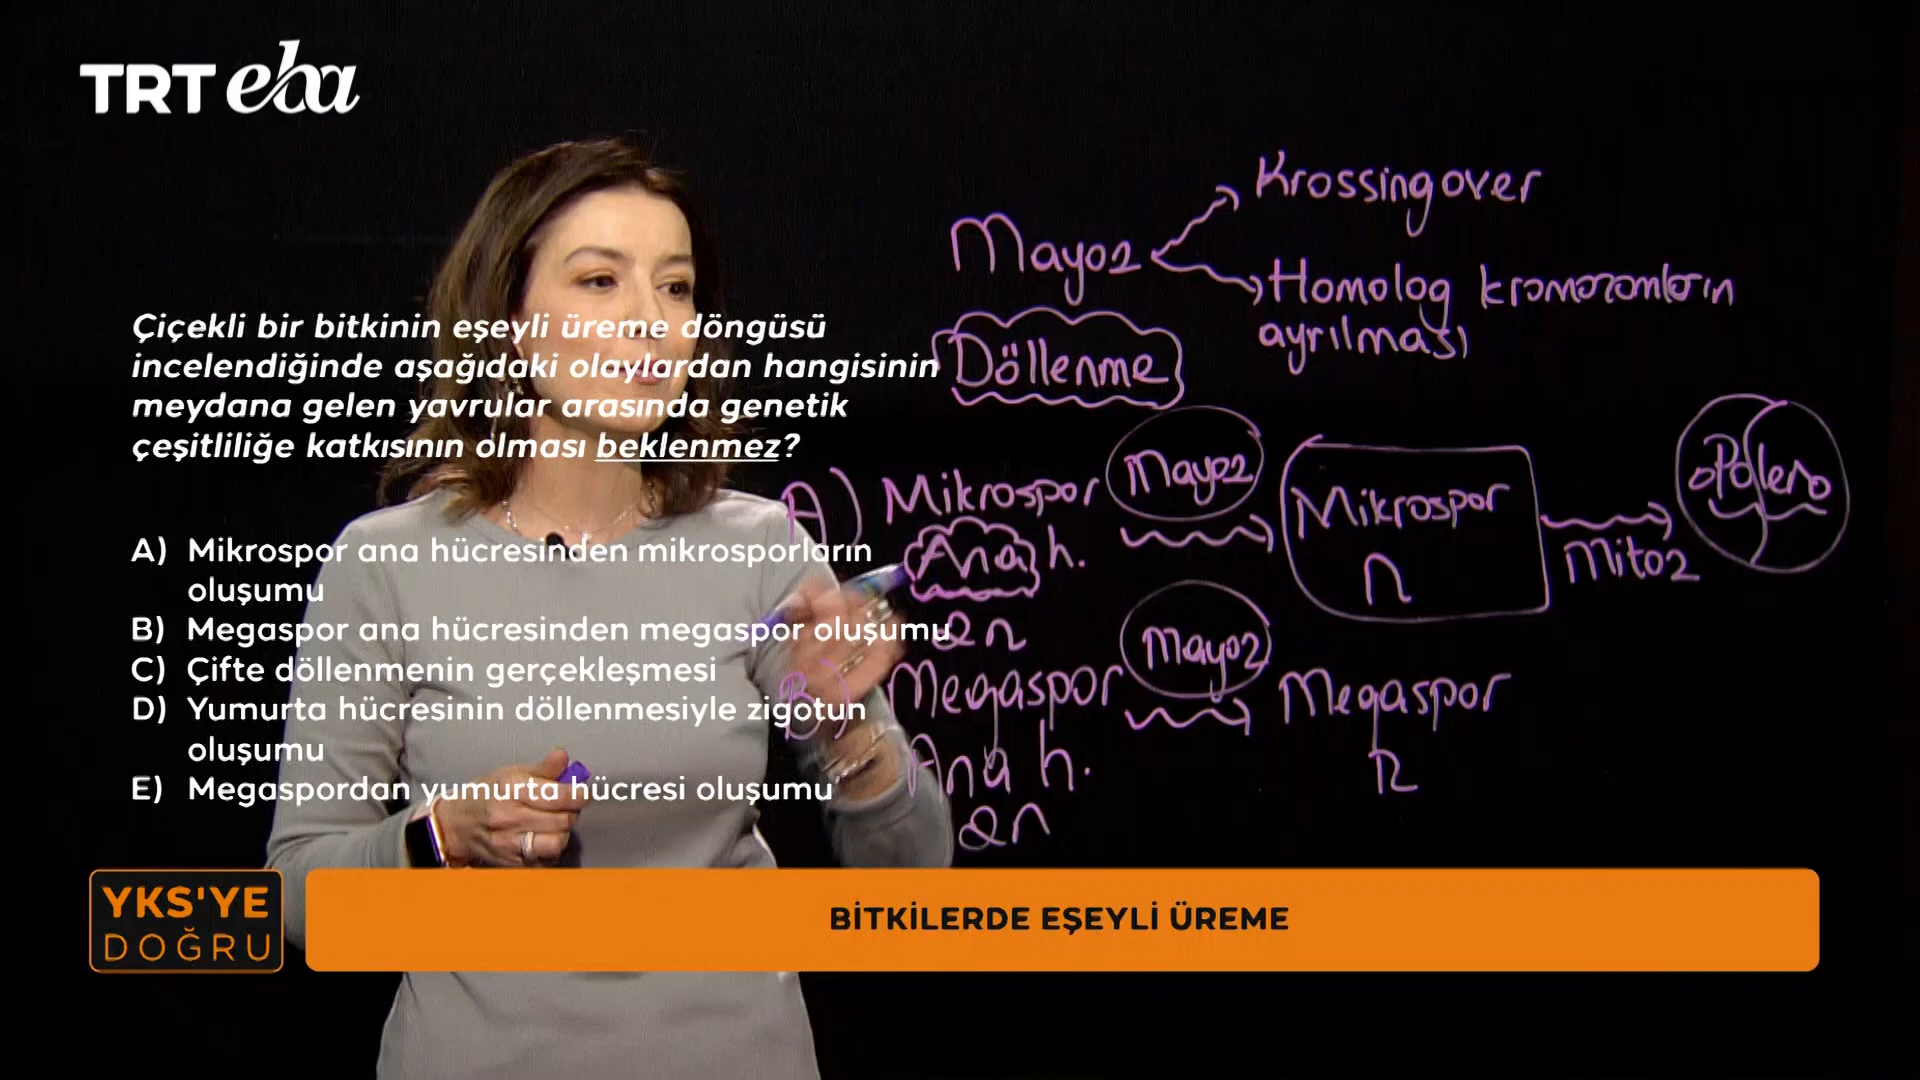 TRT eba
Çiçekli bir bitkinin eşeyli üreme döngüsü
incelendiğinde aşağıdaki olaylardan hangisinin
meydana gelen yavrular arasında genetik
çeşitliliğe katkısının olması beklenmez?
A) Mikrospor ana hücresinden mikrosporların
oluşumu
B) Megaspor ana hücresinden megaspor oluşumu
C) Çifte döllenmenin gerçekleşmesi
D) Yumurta hücresinin döllenmesiyle zigotun
oluşumu
E) Megaspordan yumurta hücresi oluşumu
Krossingover
Mayoz
Homolog kromozomların
ayrılması
Döllenme
A) Mikrospor Mayoz Mikrospor Polen
Ana h. n Mitoz
2n
B) Megaspor Mayoz Megaspor
Ana h. n
2n
YKS'YE
DOĞRU
BİTKİLERDE EŞEYLİ ÜREME